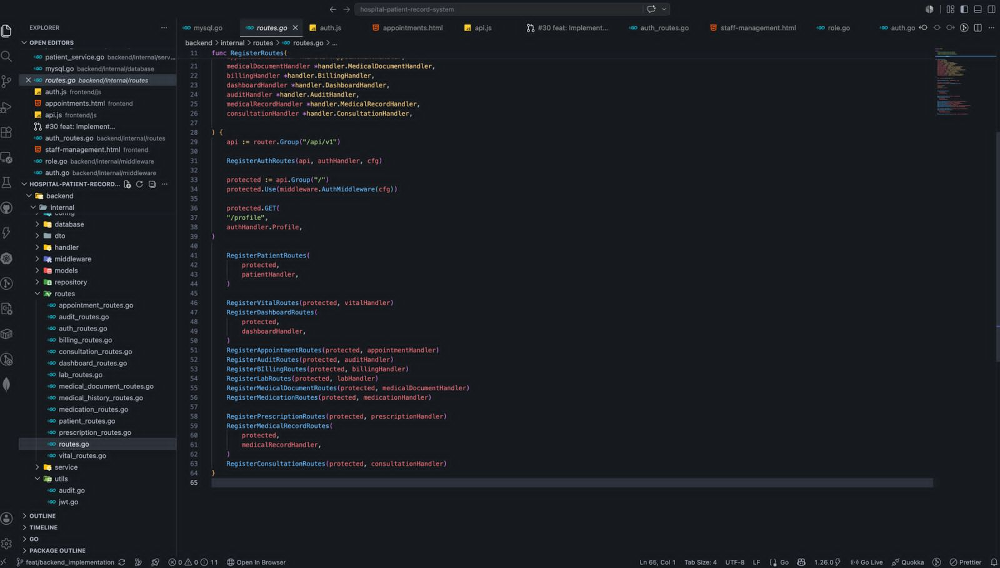 hospital-patient-record-system
EXPLORER
mysql.go
routes.go
auth.js
appointments.html
api.js
#30 feat: Implement...
auth_routes.go
staff-management.html
role.go
auth.go
OPEN EDITORS
patient_service.go backend/internal/serv...
mysql.go backend/internal/database
routes.go backend/internal/routes
auth.js frontend/js
appointments.html frontend
api.js frontend/js
#30 feat: Implement...
auth_routes.go backend/internal/routes
staff-management.html frontend
role.go backend/internal/middleware
auth.go backend/internal/middleware
HOSPITAL-PATIENT-RECORD...
backend
internal
config
database
dto
handler
middleware
models
repository
routes
appointment_routes.go
audit_routes.go
auth_routes.go
billing_routes.go
consultation_routes.go
dashboard_routes.go
lab_routes.go
medical_document_routes.go
medical_history_routes.go
medication_routes.go
patient_routes.go
prescription_routes.go
routes.go
vital_routes.go
service
utils
audit.go
jwt.go
OUTLINE
TIMELINE
GO
PACKAGE OUTLINE
backend > internal > routes > routes.go > ...
11 func RegisterRoutes(
21 medicalDocumentHandler *handler.MedicalDocumentHandler,
22 billingHandler *handler.BillingHandler,
23 dashboardHandler *handler.DashboardHandler,
24 auditHandler *handler.AuditHandler,
25 medicalRecordHandler *handler.MedicalRecordHandler,
26 consultationHandler *handler.ConsultationHandler,
27
28 ) {
29 api := router.Group("/api/v1")
30
31 RegisterAuthRoutes(api, authHandler, cfg)
32
33 protected := api.Group("/")
34 protected.Use(middleware.AuthMiddleware(cfg))
35
36 protected.GET(
37 "/profile",
38 authHandler.Profile,
39 )
40
41 RegisterPatientRoutes(
42 protected,
43 patientHandler,
44 )
45
46 RegisterVitalRoutes(protected, vitalHandler)
47 RegisterDashboardRoutes(
48 protected,
49 dashboardHandler,
50 )
51 RegisterAppointmentRoutes(protected, appointmentHandler)
52 RegisterAuditRoutes(protected, auditHandler)
53 RegisterBIllingRoutes(protected, billingHandler)
54 RegisterLabRoutes(protected, labHandler)
55 RegisterMedicalDocumentRoutes(protected, medicalDocumentHandler)
56 RegisterMedicationRoutes(protected, medicationHandler)
57
58 RegisterPrescriptionRoutes(protected, prescriptionHandler)
59 RegisterMedicalRecordRoutes(
60 protected,
61 medicalRecordHandler,
62 )
63 RegisterConsultationRoutes(protected, consultationHandler)
64 }
65
feat/backend_implementation 0 0 11 Open In Browser Ln 65, Col 1 Tab Size: 4 UTF-8 LF Go 1.26.0 Go Live Quokka Prettier